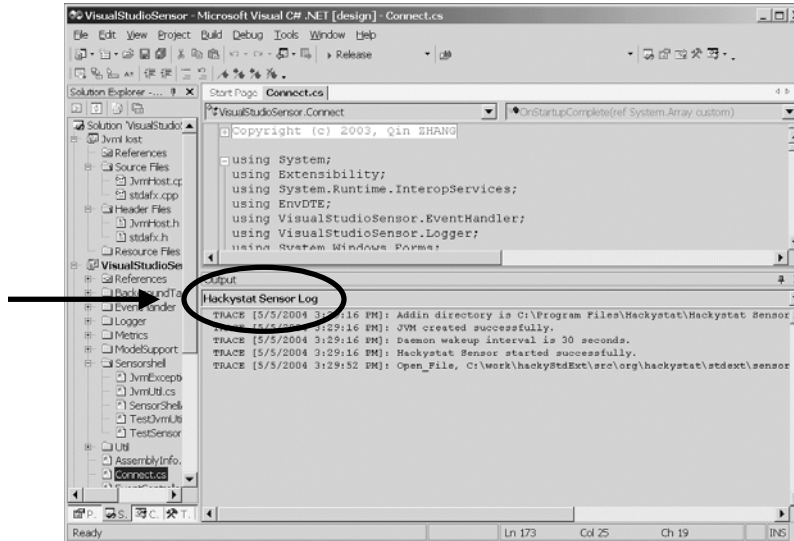 VisualStudioSensor - Microsoft Visual C# .NET [design] - Connect.cs
File Edit View Project Build Debug Tools Window Help
Release
Solution Explorer -...
Start Page Connect.cs
VisualStudioSensor.Connect
OnStartupComplete(ref System.Array custom)
Solution 'VisualStudio
References
Source Files
stdafx.cpp
Header Files
JvmHost.h
stdafx.h
Resource Files
VisualStudioSe
References
BackgroundTa
Logger
Metrics
ModelSupport
Sensorshell
JvmExcepti
JvmUtil.cs
SensorShell
TestJvmUti
TestSensor
Util
AssemblyInfo.
Connect.cs
Copyright (c) 2003, Qin ZHANG
using System;
using Extensibility;
using System.Runtime.InteropServices;
using EnvDTE;
using VisualStudioSensor.EventHandler;
using VisualStudioSensor.Logger;
using System.Windows.Forms;
Output
Hackystat Sensor Log
TRACE [5/5/2004 3:29:16 PM]: Addin directory is C:\Program Files\Hackystat\Hackystat Sensor
TRACE [5/5/2004 3:29:16 PM]: JVM created successfully.
TRACE [5/5/2004 3:29:16 PM]: Daemon wakeup interval is 30 seconds.
TRACE [5/5/2004 3:29:16 PM]: Hackystat Sensor started successfully.
TRACE [5/5/2004 3:29:52 PM]: Open_File, C:\work\hackyStdExt\src\org\hackystat\stdext\sensor
P. S. C. T.
Ready
Ln 173 Col 25 Ch 19 INS